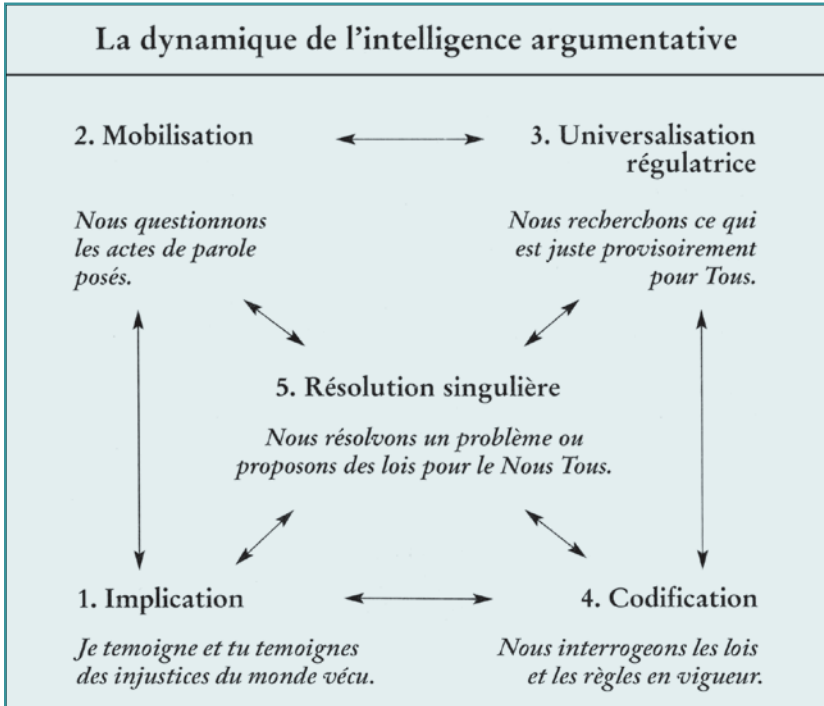 La dynamique de l'intelligence argumentative
2. Mobilisation
3. Universalisation
régulatrice
Nous questionnons
les actes de parole
posés.
Nous recherchons ce qui
est juste provisoirement
pour Tous.
5. Résolution singulière
Nous résolvons un problème ou
proposons des lois pour le Nous Tous.
1. Implication
4. Codification
Je temoigne et tu temoignes
des injustices du monde vécu.
Nous interrogeons les lois
et les règles en vigueur.